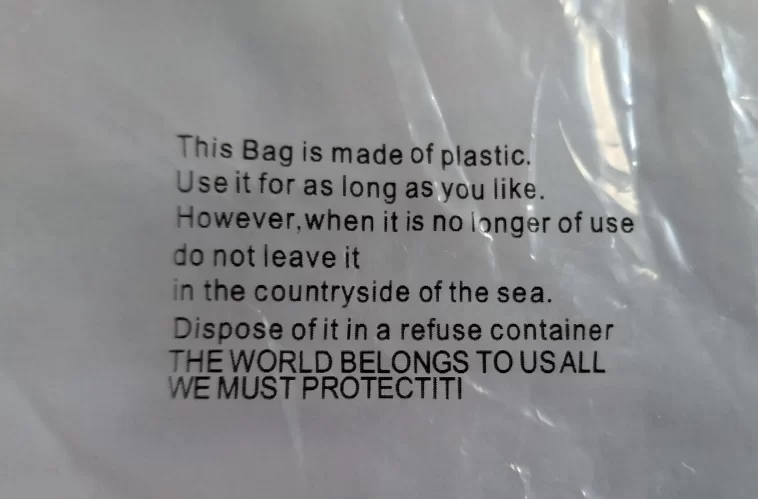 This Bag is made of plastic.
Use it for as long as you like.
However,when it is no longer of use
do not leave it
in the countryside of the sea.
Dispose of it in a refuse container
THE WORLD BELONGS TO US ALL
WE MUST PROTECTITI